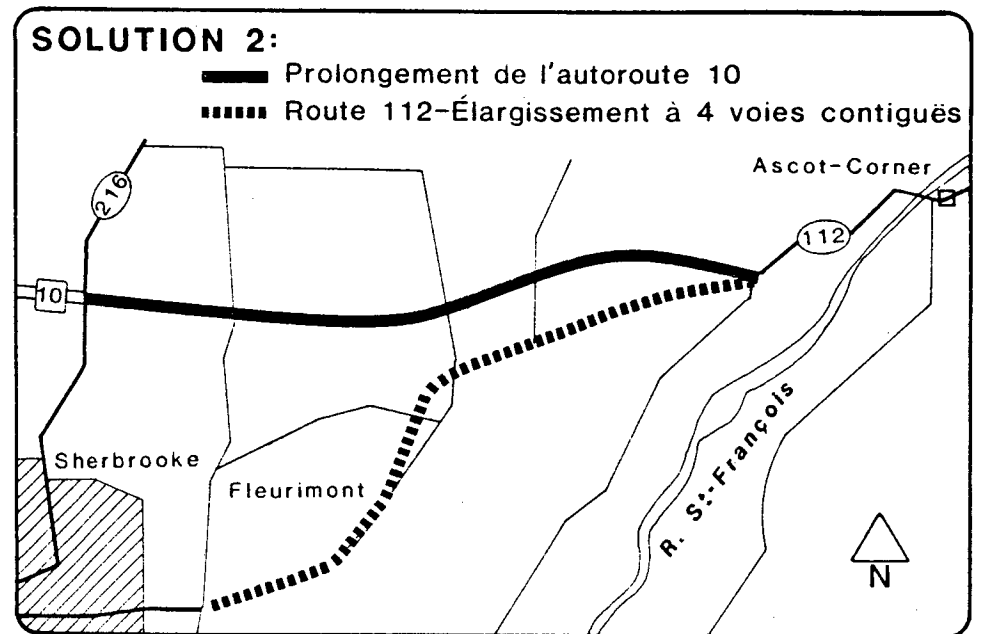 SOLUTION 2:
Prolongement de l'autoroute 10
Route 112-Élargissement à 4 voies contiguës
Ascot-Corner
216
112
10
Sherbrooke
Fleurimont
R. St-François
N